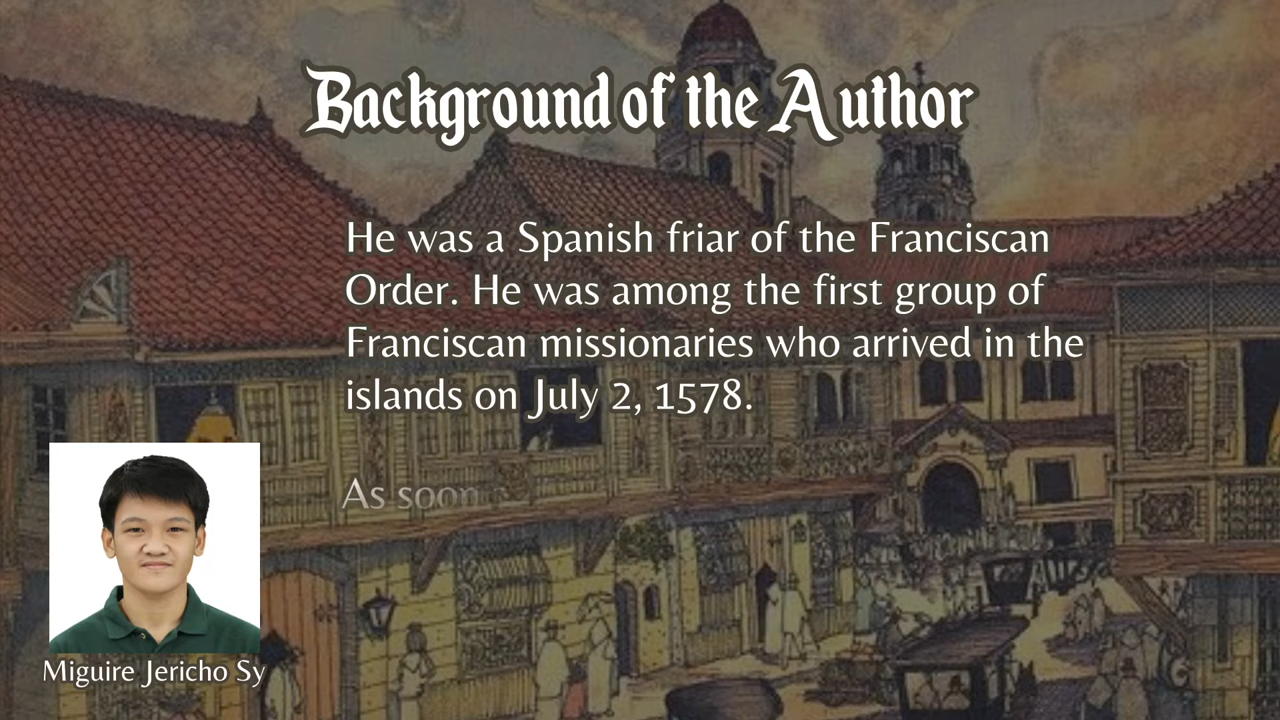 Background of the Author
He was a Spanish friar of the Franciscan
Order. He was among the first group of
Franciscan missionaries who arrived in the
islands on July 2, 1578.
As soon
Miguire Jericho Sy